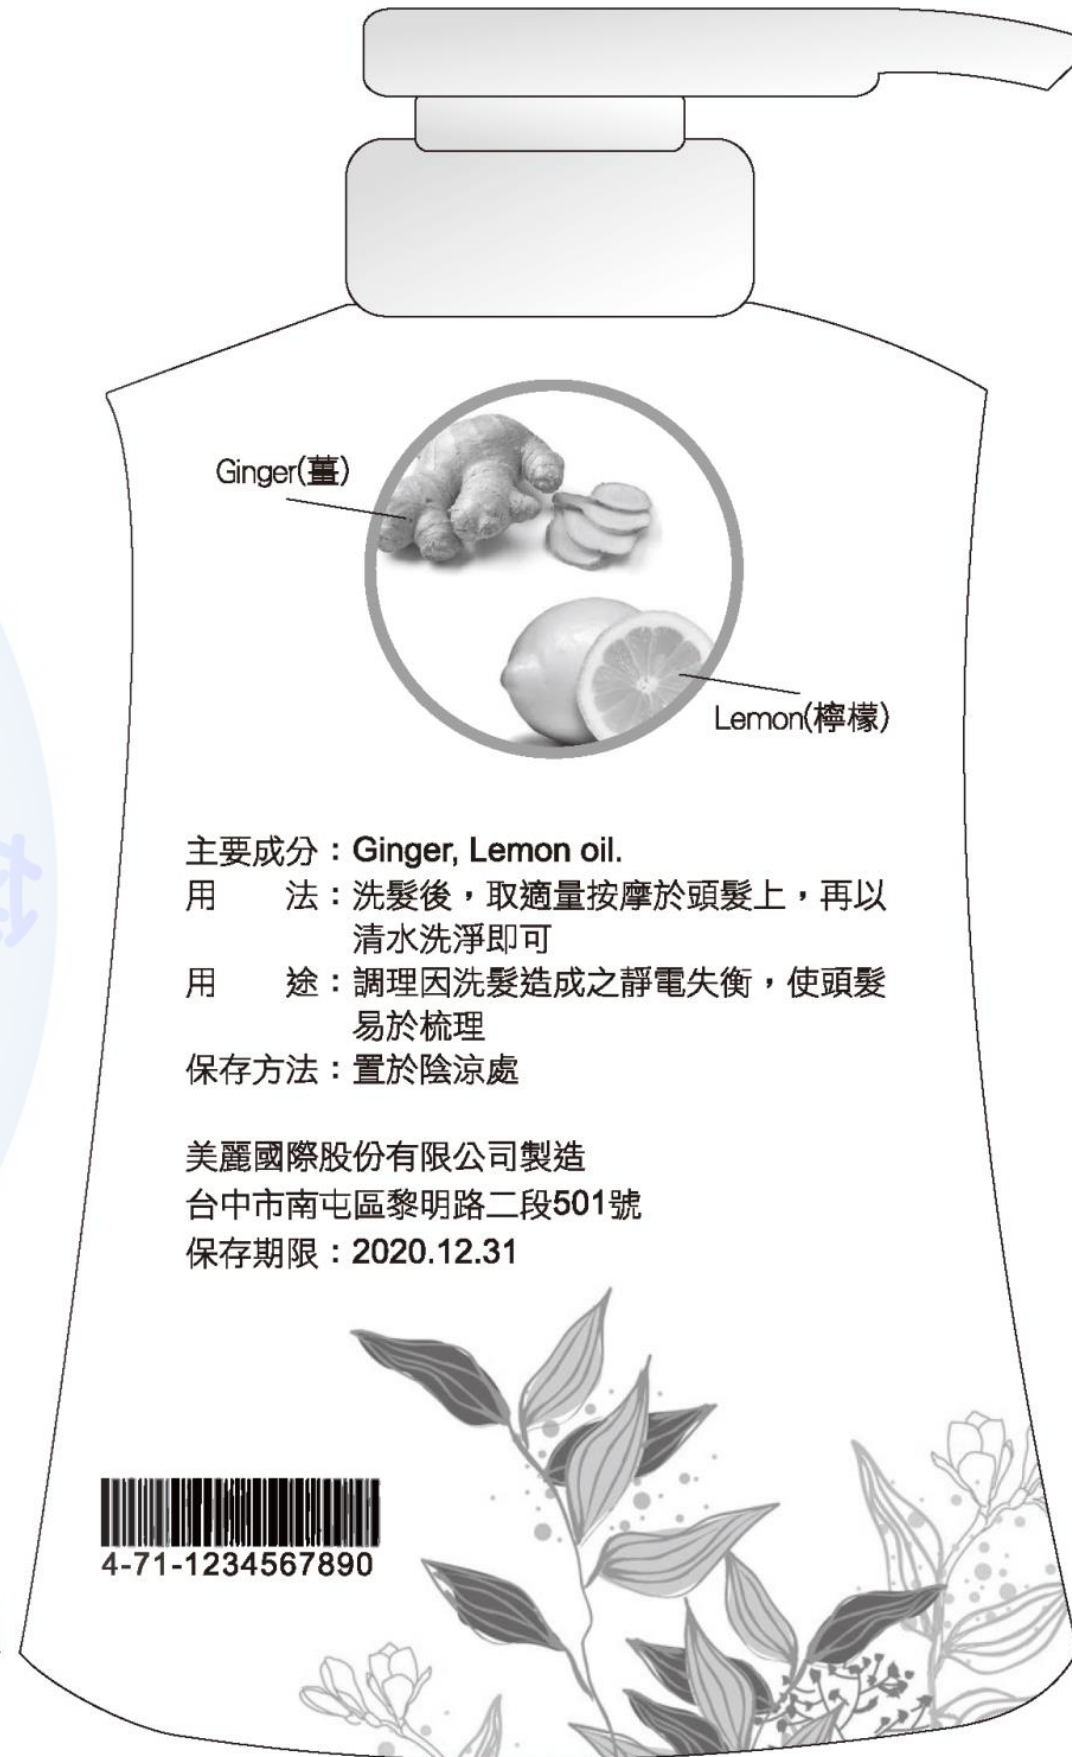 Ginger(薑)
Lemon(檸檬)
主要成分：Ginger, Lemon oil.
用　　法：洗髮後，取適量按摩於頭髮上，再以
清水洗淨即可
用　　途：調理因洗髮造成之靜電失衡，使頭髮
易於梳理
保存方法：置於陰涼處
美麗國際股份有限公司製造
台中市南屯區黎明路二段501號
保存期限：2020.12.31
4-71-1234567890